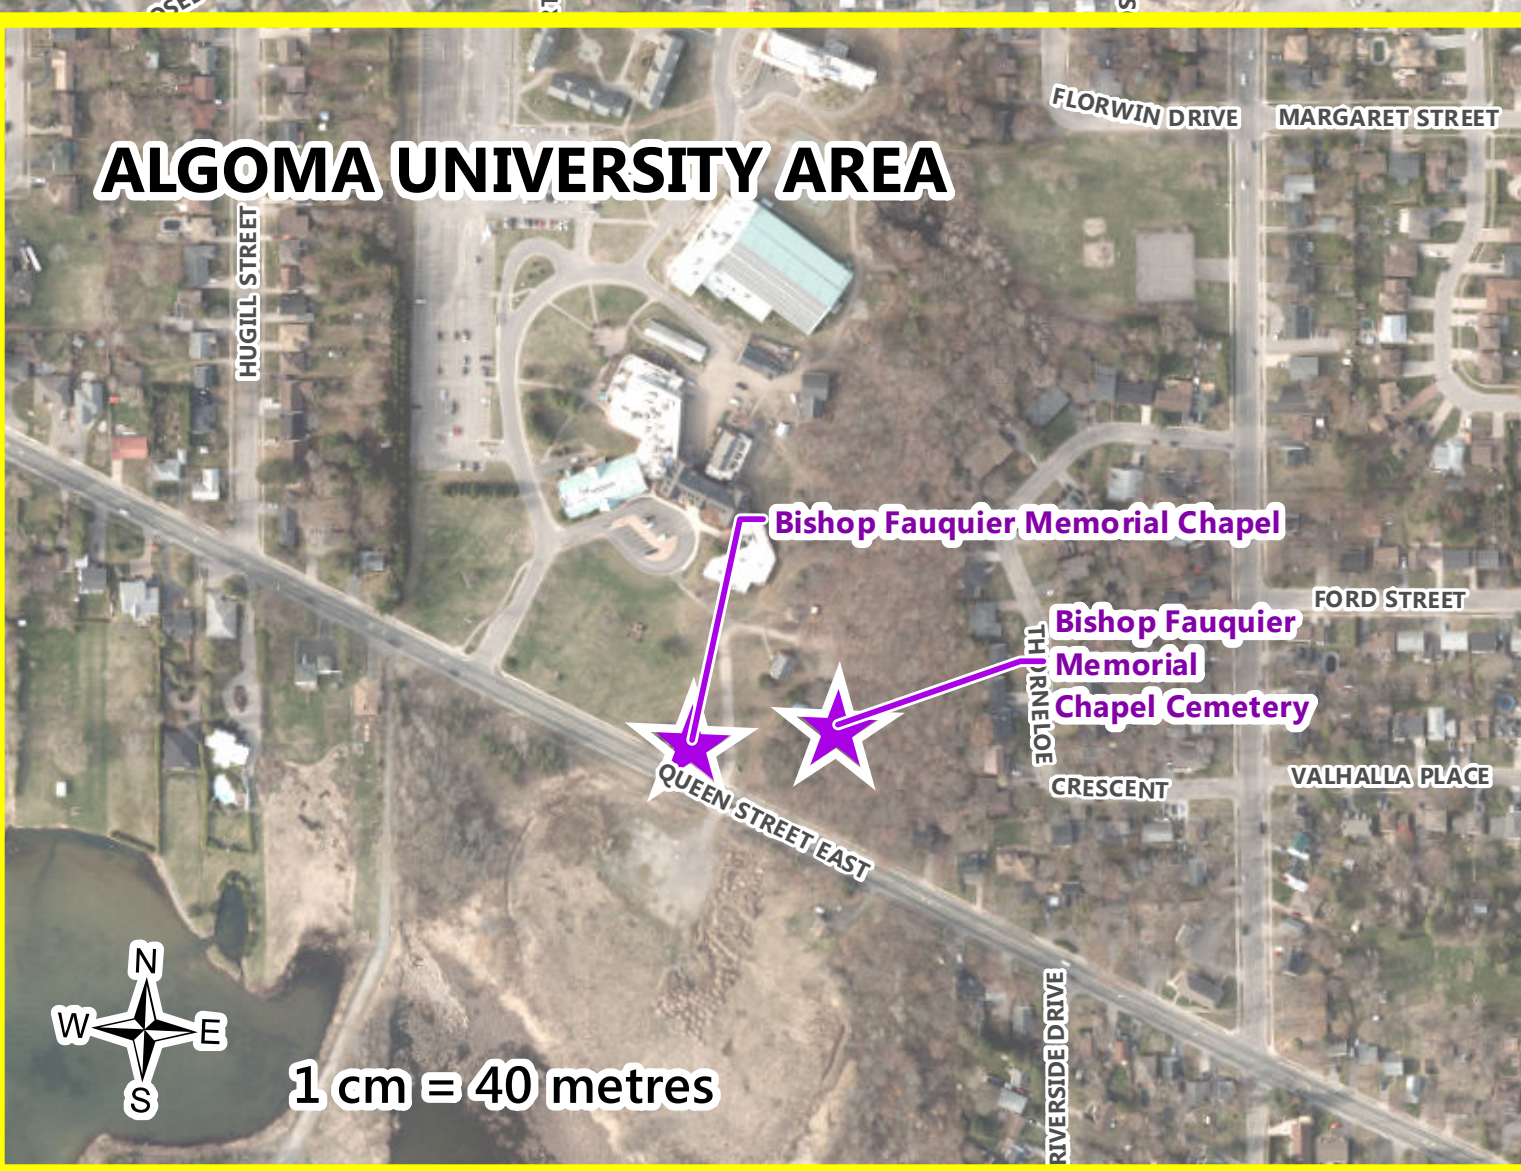 ALGOMA UNIVERSITY AREA
FLORWIN DRIVE
MARGARET STREET
HUGILL STREET
Bishop Fauquier Memorial Chapel
FORD STREET
Bishop Fauquier
Memorial
Chapel Cemetery
THORNELOE
CRESCENT
VALHALLA PLACE
QUEEN STREET EAST
RIVERSIDE DRIVE
N
W
E
S
1 cm = 40 metres